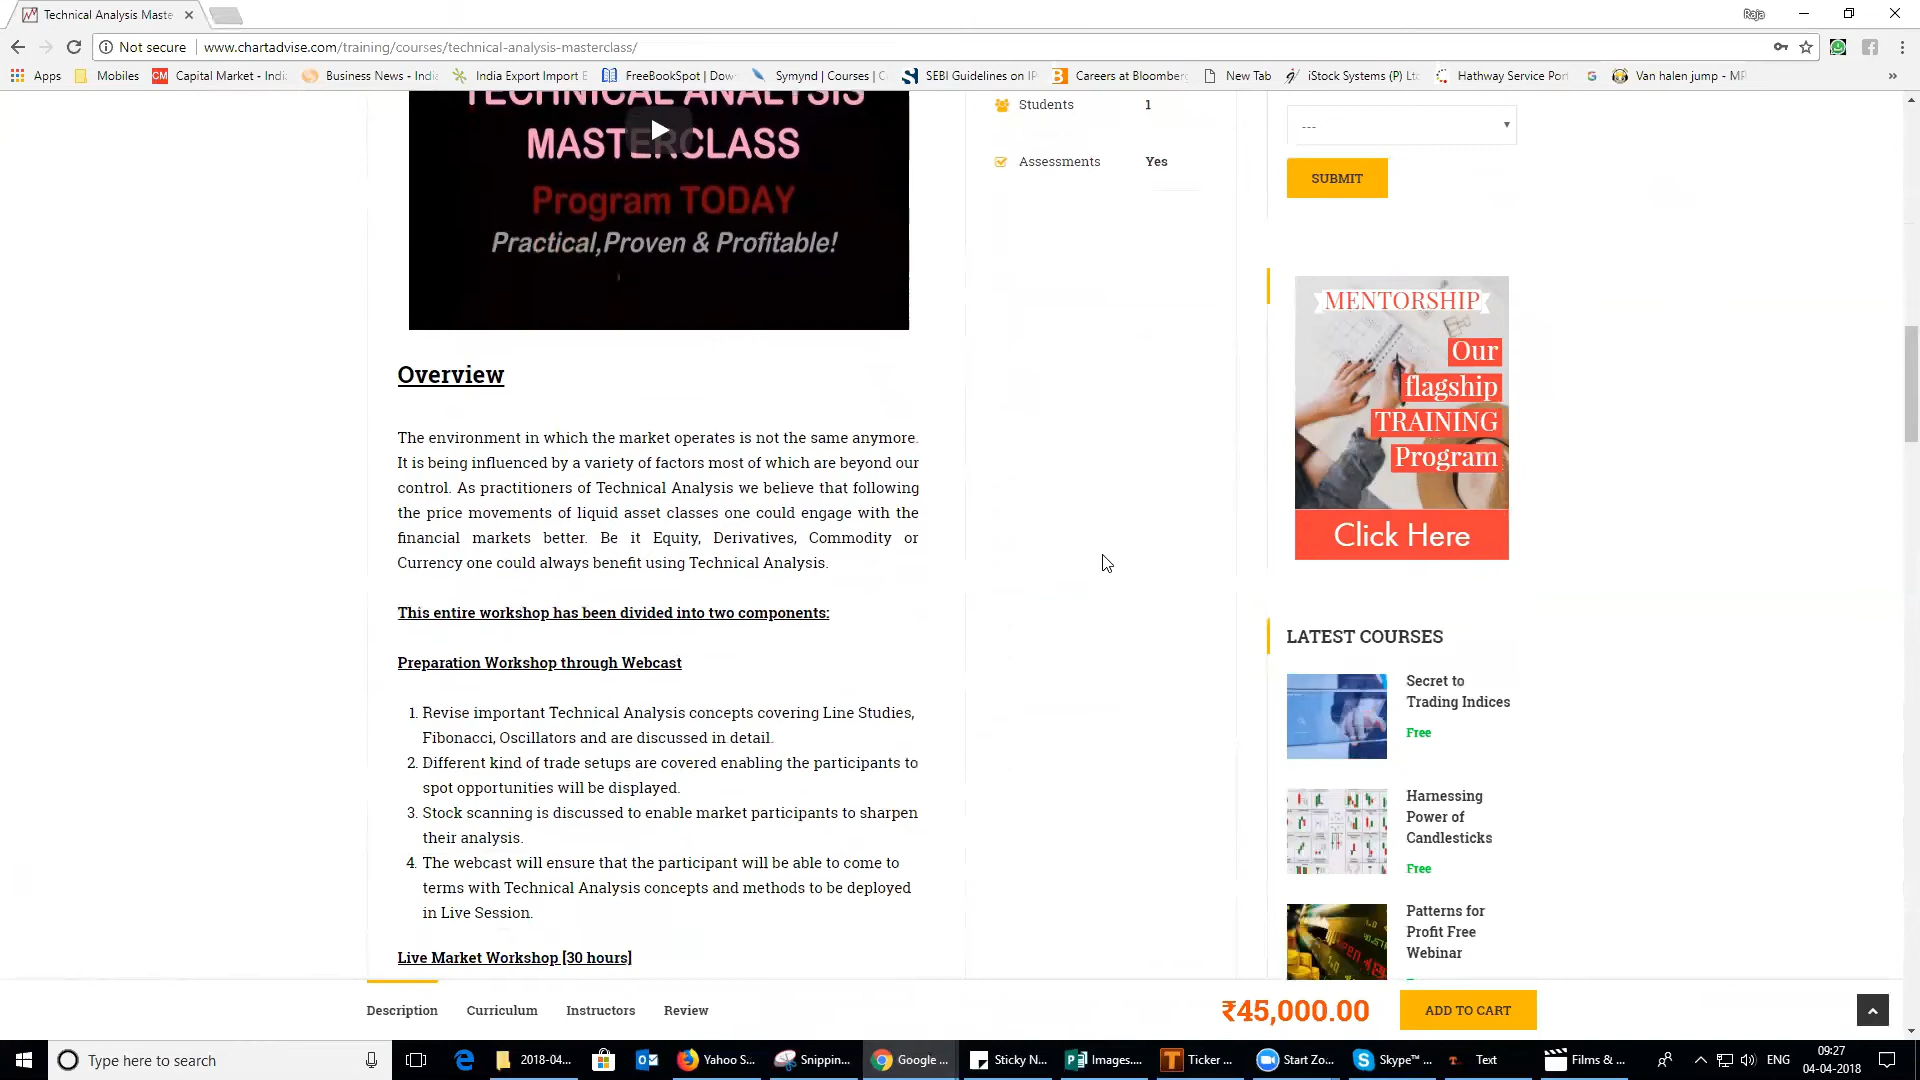 Technical Analysis Maste
Raja
Not secure
www.chartadvise.com/training/courses/technical-analysis-masterclass/
Apps
Mobiles
CM
Capital Market - Indi
Business News - India
India Export Import E
FreeBookSpot | Dow
Symynd | Courses | C
SEBI Guidelines on IP
Careers at Bloomberg
New Tab
iStock Systems (P) Ltd
Hathway Service Port
Van halen jump - MP
TECHNICAL ANALYSIS
MASTERCLASS
Program TODAY
Practical,Proven & Profitable!
Students 1
Assessments Yes
---
SUBMIT
MENTORSHIP
Our
flagship
TRAINING
Program
Click Here
Overview
The environment in which the market operates is not the same anymore.
It is being influenced by a variety of factors most of which are beyond our
control. As practitioners of Technical Analysis we believe that following
the price movements of liquid asset classes one could engage with the
financial markets better. Be it Equity, Derivatives, Commodity or
Currency one could always benefit using Technical Analysis.
This entire workshop has been divided into two components:
Preparation Workshop through Webcast
1. Revise important Technical Analysis concepts covering Line Studies,
Fibonacci, Oscillators and are discussed in detail.
2. Different kind of trade setups are covered enabling the participants to
spot opportunities will be displayed.
3. Stock scanning is discussed to enable market participants to sharpen
their analysis.
4. The webcast will ensure that the participant will be able to come to
terms with Technical Analysis concepts and methods to be deployed
in Live Session.
Live Market Workshop [30 hours]
LATEST COURSES
Secret to
Trading Indices
Free
Harnessing
Power of
Candlesticks
Free
Patterns for
Profit Free
Webinar
Description
Curriculum
Instructors
Review
₹45,000.00
ADD TO CART
Type here to search
2018-04...
Yahoo S...
Snippin...
Google ...
Sticky N...
Images....
Ticker ...
Start Zo...
Skype™ ...
Text
Films & ...
ENG
09:27
04-04-2018